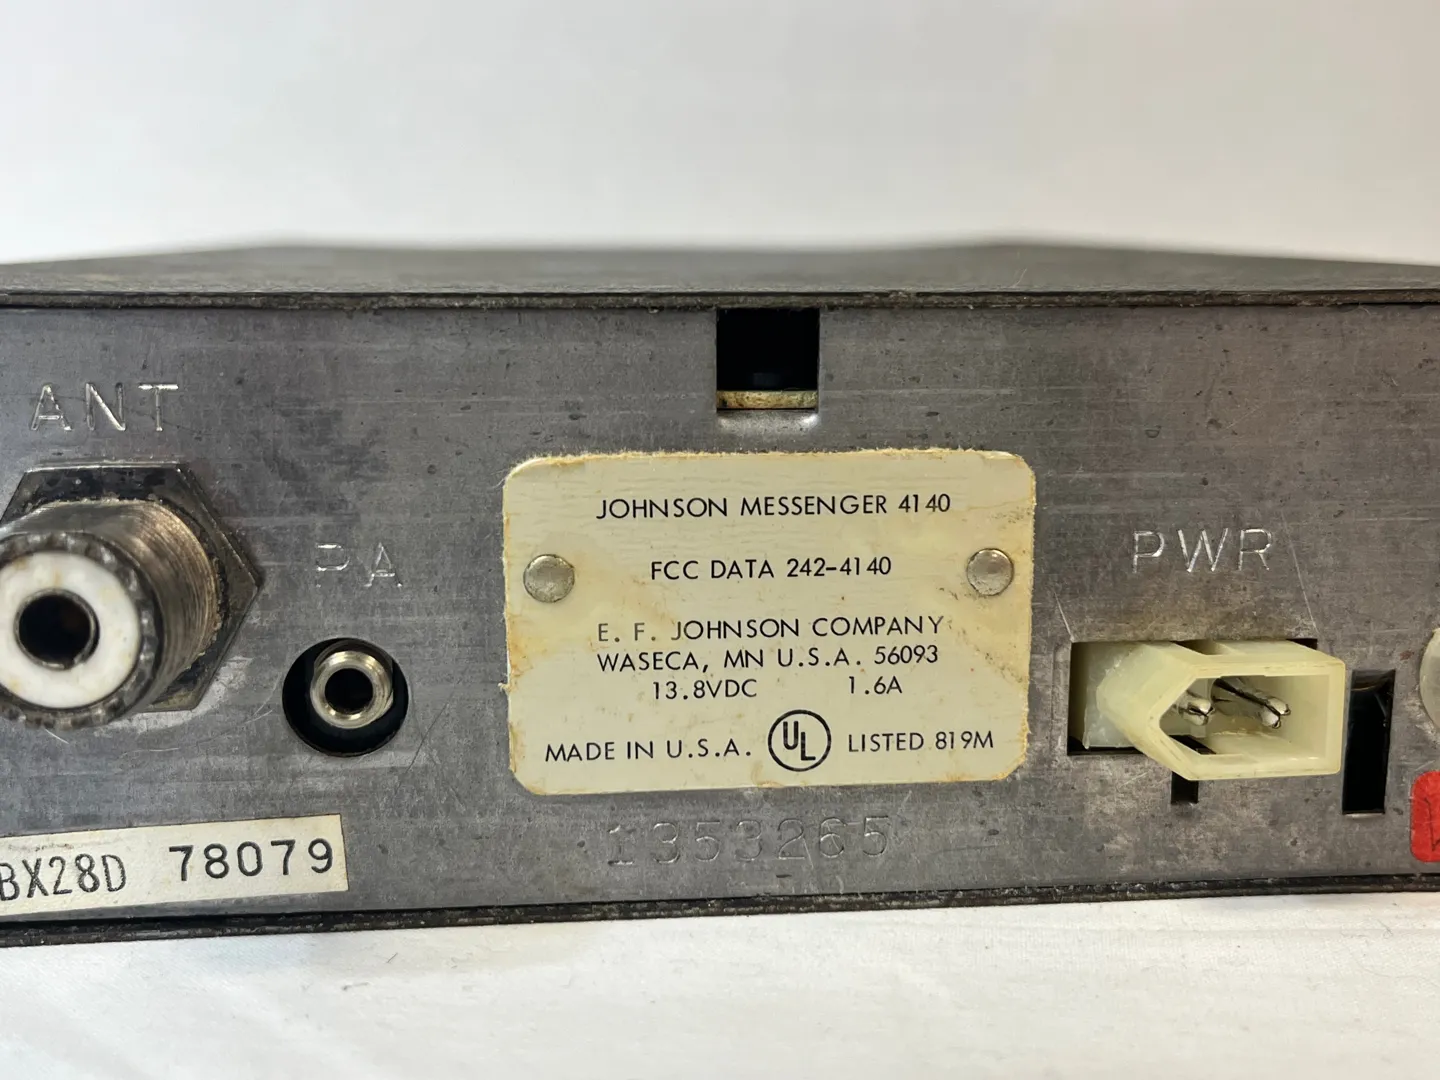 ANT
PA
JOHNSON MESSENGER 4140
FCC DATA 242-4140
E. F. JOHNSON COMPANY
WASECA, MN U.S.A. 56093
13.8VDC 1.6A
MADE IN U.S.A. UL LISTED 819M
PWR
BX28D 78079
1353265